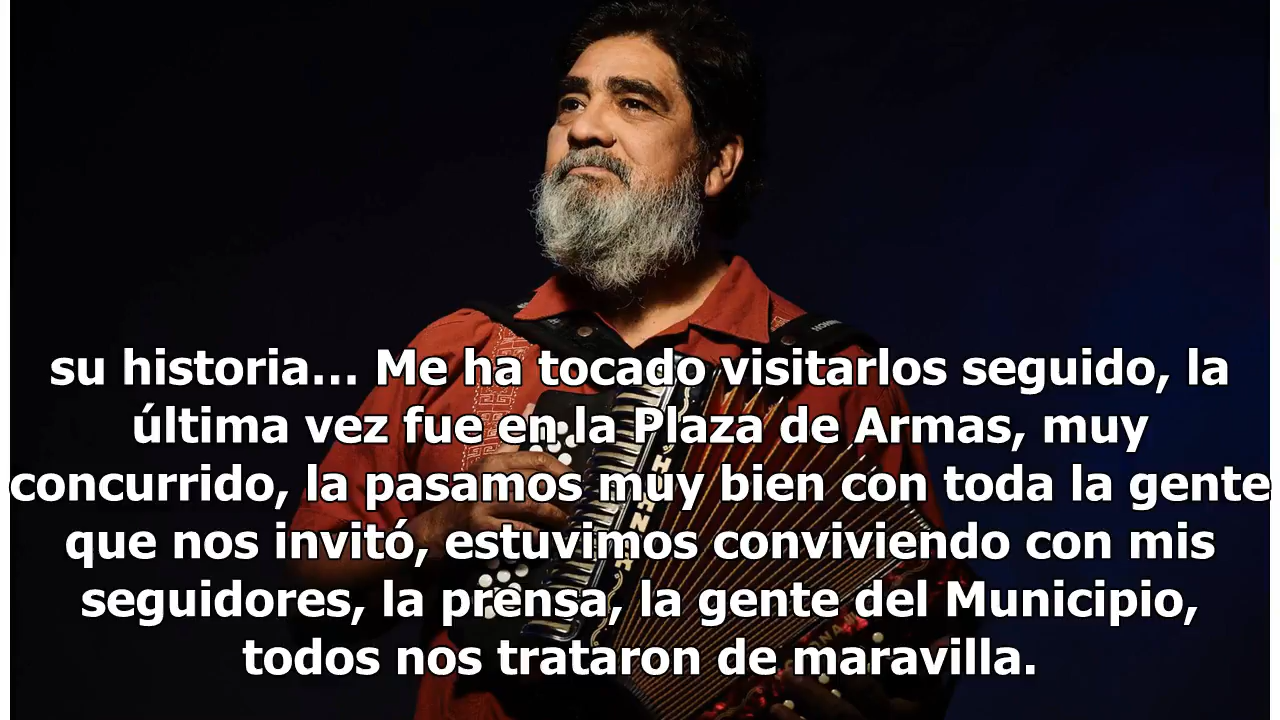 su historia... Me ha tocado visitarlos seguido, la
última vez fue en la Plaza de Armas, muy
concurrido, la pasamos muy bien con toda la gente
que nos invitó, estuvimos conviviendo con mis
seguidores, la prensa, la gente del Municipio,
todos nos trataron de maravilla.